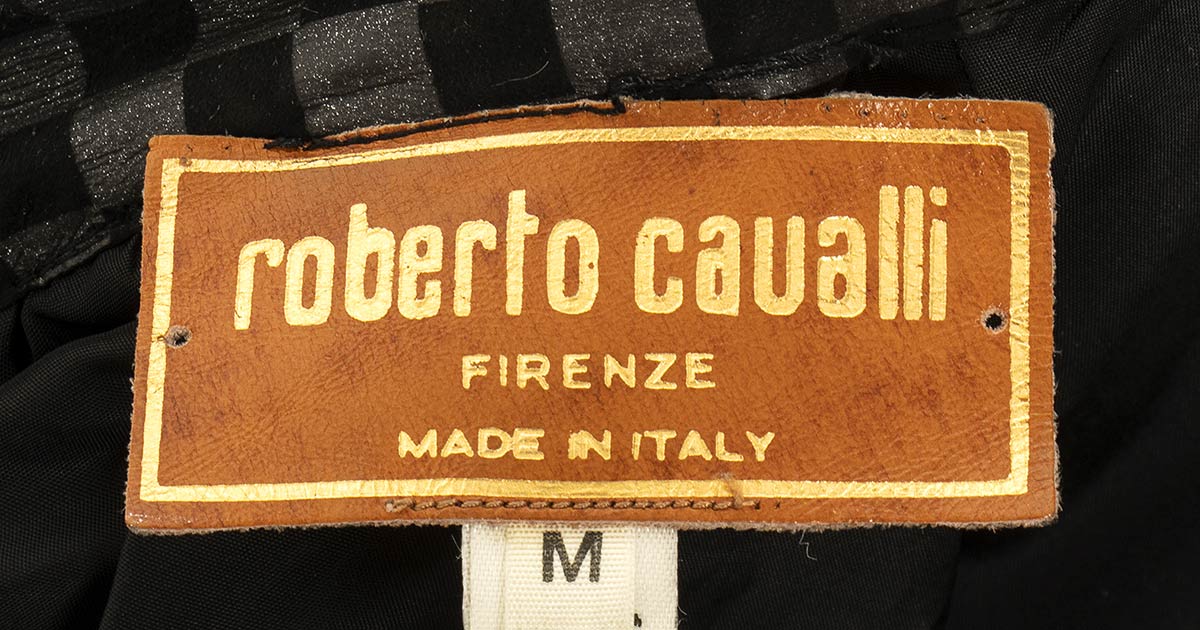 roberto cavalli
FIRENZE
MADE IN ITALY
M